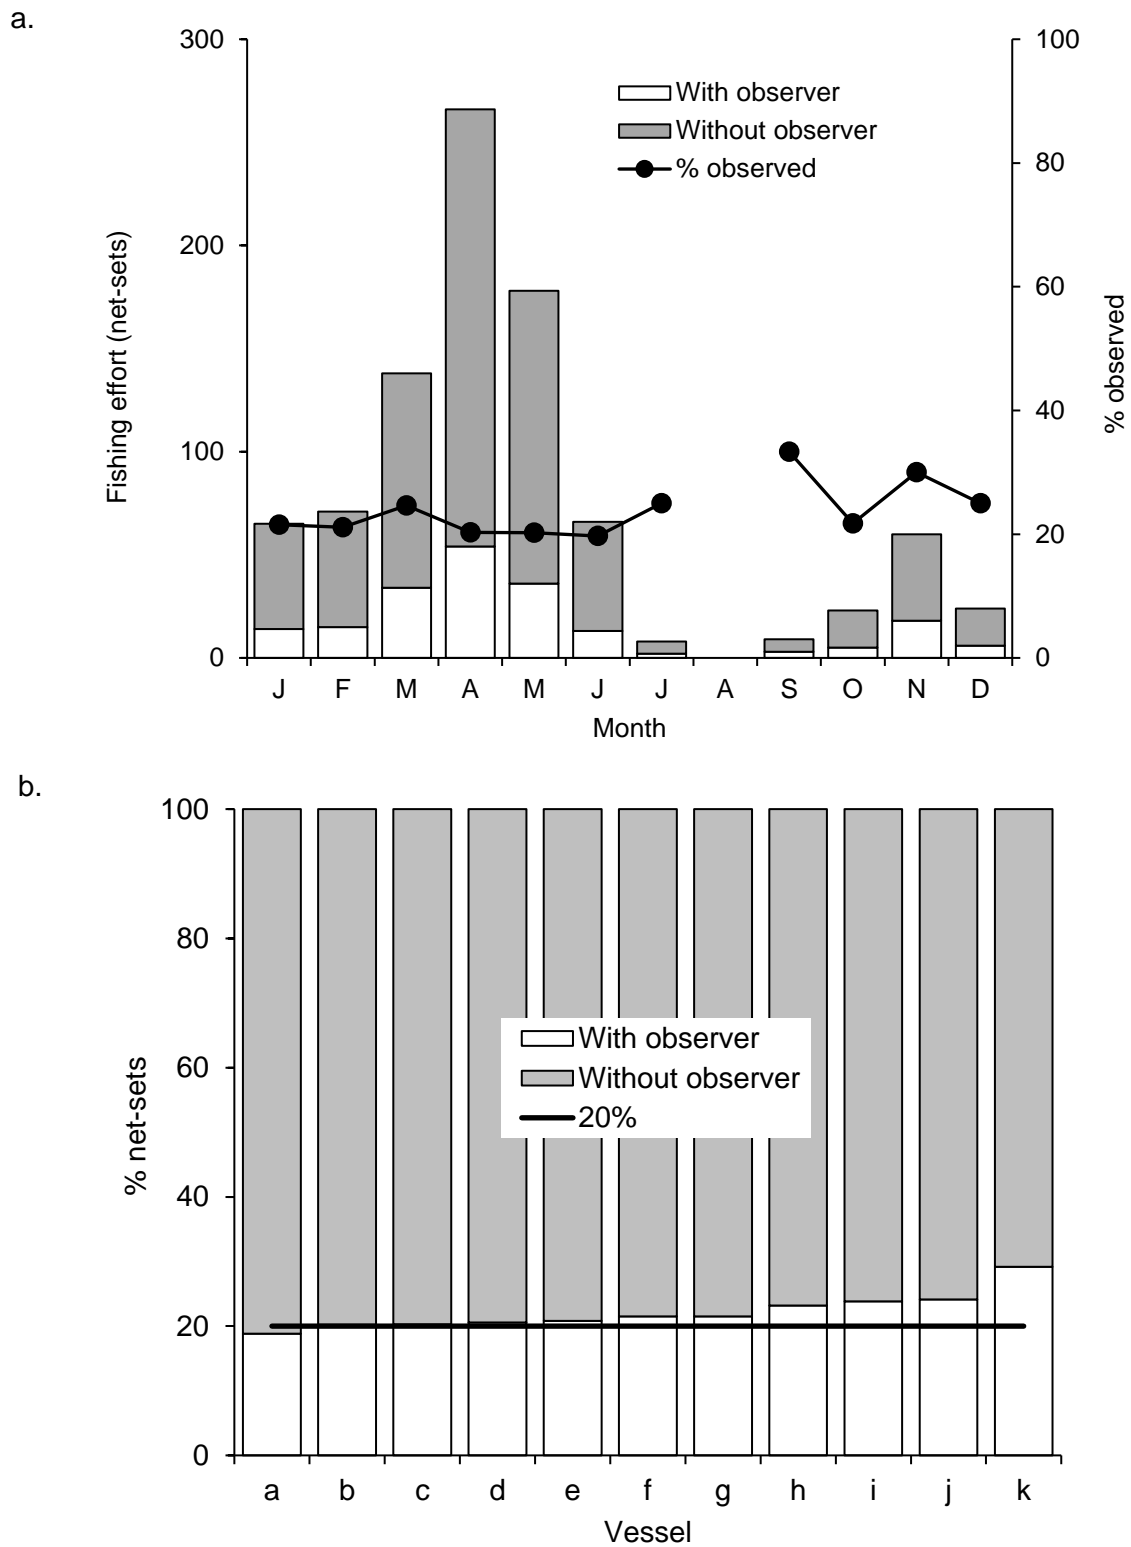 a.
300
200
100
0
Fishing effort (net-sets)
With observer
Without observer
% observed
100
80
60
40
20
0
% observed
J F M A M J J A S O N D
Month
b.
100
80
60
40
20
0
% net-sets
With observer
Without observer
20%
a b c d e f g h i j k
Vessel